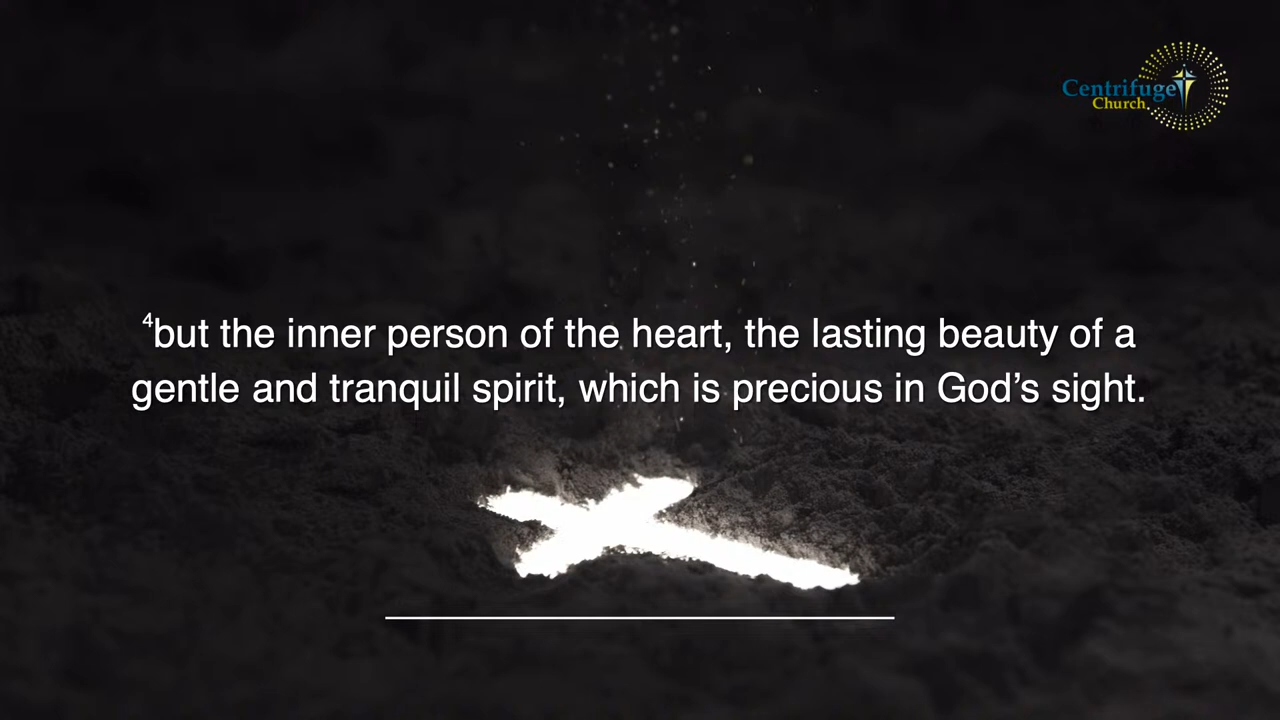 Centrifuge
Church
⁴but the inner person of the heart, the lasting beauty of a
gentle and tranquil spirit, which is precious in God’s sight.